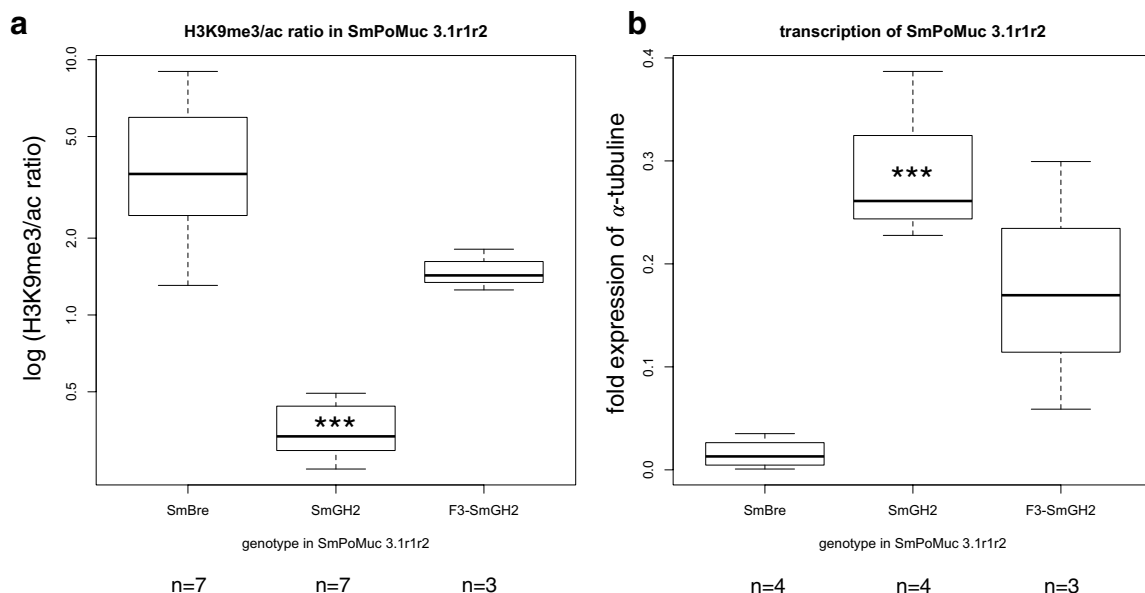 a
H3K9me3/ac ratio in SmPoMuc 3.1r1r2
log (H3K9me3/ac ratio)
10.0
5.0
2.0
1.0
0.5
***
SmBre SmGH2 F3-SmGH2
genotype in SmPoMuc 3.1r1r2
n=7 n=7 n=3
b
transcription of SmPoMuc 3.1r1r2
fold expression of α-tubuline
0.4
0.3
0.2
0.1
0.0
***
SmBre SmGH2 F3-SmGH2
genotype in SmPoMuc 3.1r1r2
n=4 n=4 n=3